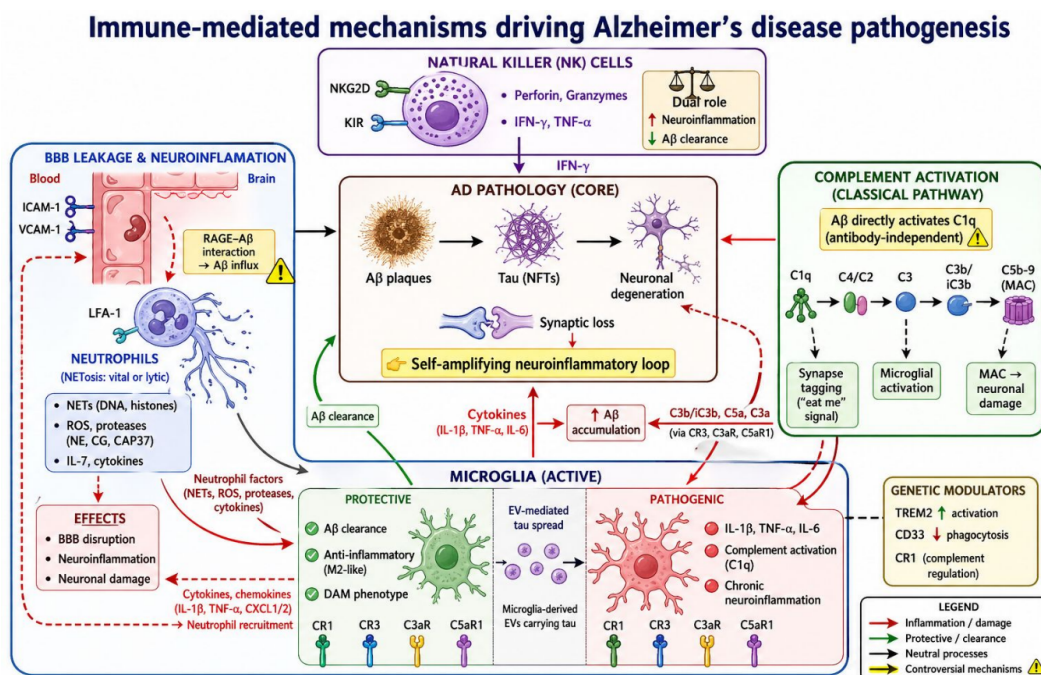 Immune-mediated mechanisms driving Alzheimer's disease pathogenesis
NATURAL KILLER (NK) CELLS
NKG2D
KIR
• Perforin, Granzymes
• IFN-γ, TNF-α
Dual role
↑ Neuroinflammation
↓ Aβ clearance
IFN-γ
BBB LEAKAGE & NEUROINFLAMATION
Blood
Brain
ICAM-1
VCAM-1
RAGE–Aβ
interaction
→ Aβ influx
LFA-1
NEUTROPHILS
(NETosis: vital or lytic)
• NETs (DNA, histones)
• ROS, proteases
(NE, CG, CAP37)
• IL-7, cytokines
EFFECTS
• BBB disruption
• Neuroinflammation
• Neuronal damage
Neutrophil factors
(NETs, ROS, proteases,
cytokines)
Cytokines, chemokines
(IL-1β, TNF-α, CXCL1/2)
→ Neutrophil recruitment
AD PATHOLOGY (CORE)
Aβ plaques
Tau (NFTs)
Neuronal
degeneration
Synaptic loss
Self-amplifying neuroinflammatory loop
Aβ clearance
Cytokines
(IL-1β, TNF-α, IL-6)
↑ Aβ
accumulation
C3b/iC3b, C5a, C3a
(via CR3, C3aR, C5aR1)
COMPLEMENT ACTIVATION
(CLASSICAL PATHWAY)
Aβ directly activates C1q
(antibody-independent)
C1q
C4/C2
C3
C3b/
iC3b
C5b-9
(MAC)
Synapse
tagging
("eat me"
signal)
Microglial
activation
MAC →
neuronal
damage
MICROGLIA (ACTIVE)
PROTECTIVE
Aβ clearance
Anti-inflammatory
(M2-like)
DAM phenotype
CR1 CR3 C3aR C5aR1
EV-mediated
tau spread
Microglia-derived
EVs carrying tau
PATHOGENIC
IL-1β, TNF-α, IL-6
Complement activation
(C1q)
Chronic
neuroinflammation
CR1 CR3 C3aR C5aR1
GENETIC MODULATORS
TREM2 ↑ activation
CD33 ↓ phagocytosis
CR1 (complement
regulation)
LEGEND
Inflammation / damage
Protective / clearance
Neutral processes
Controversial mechanisms